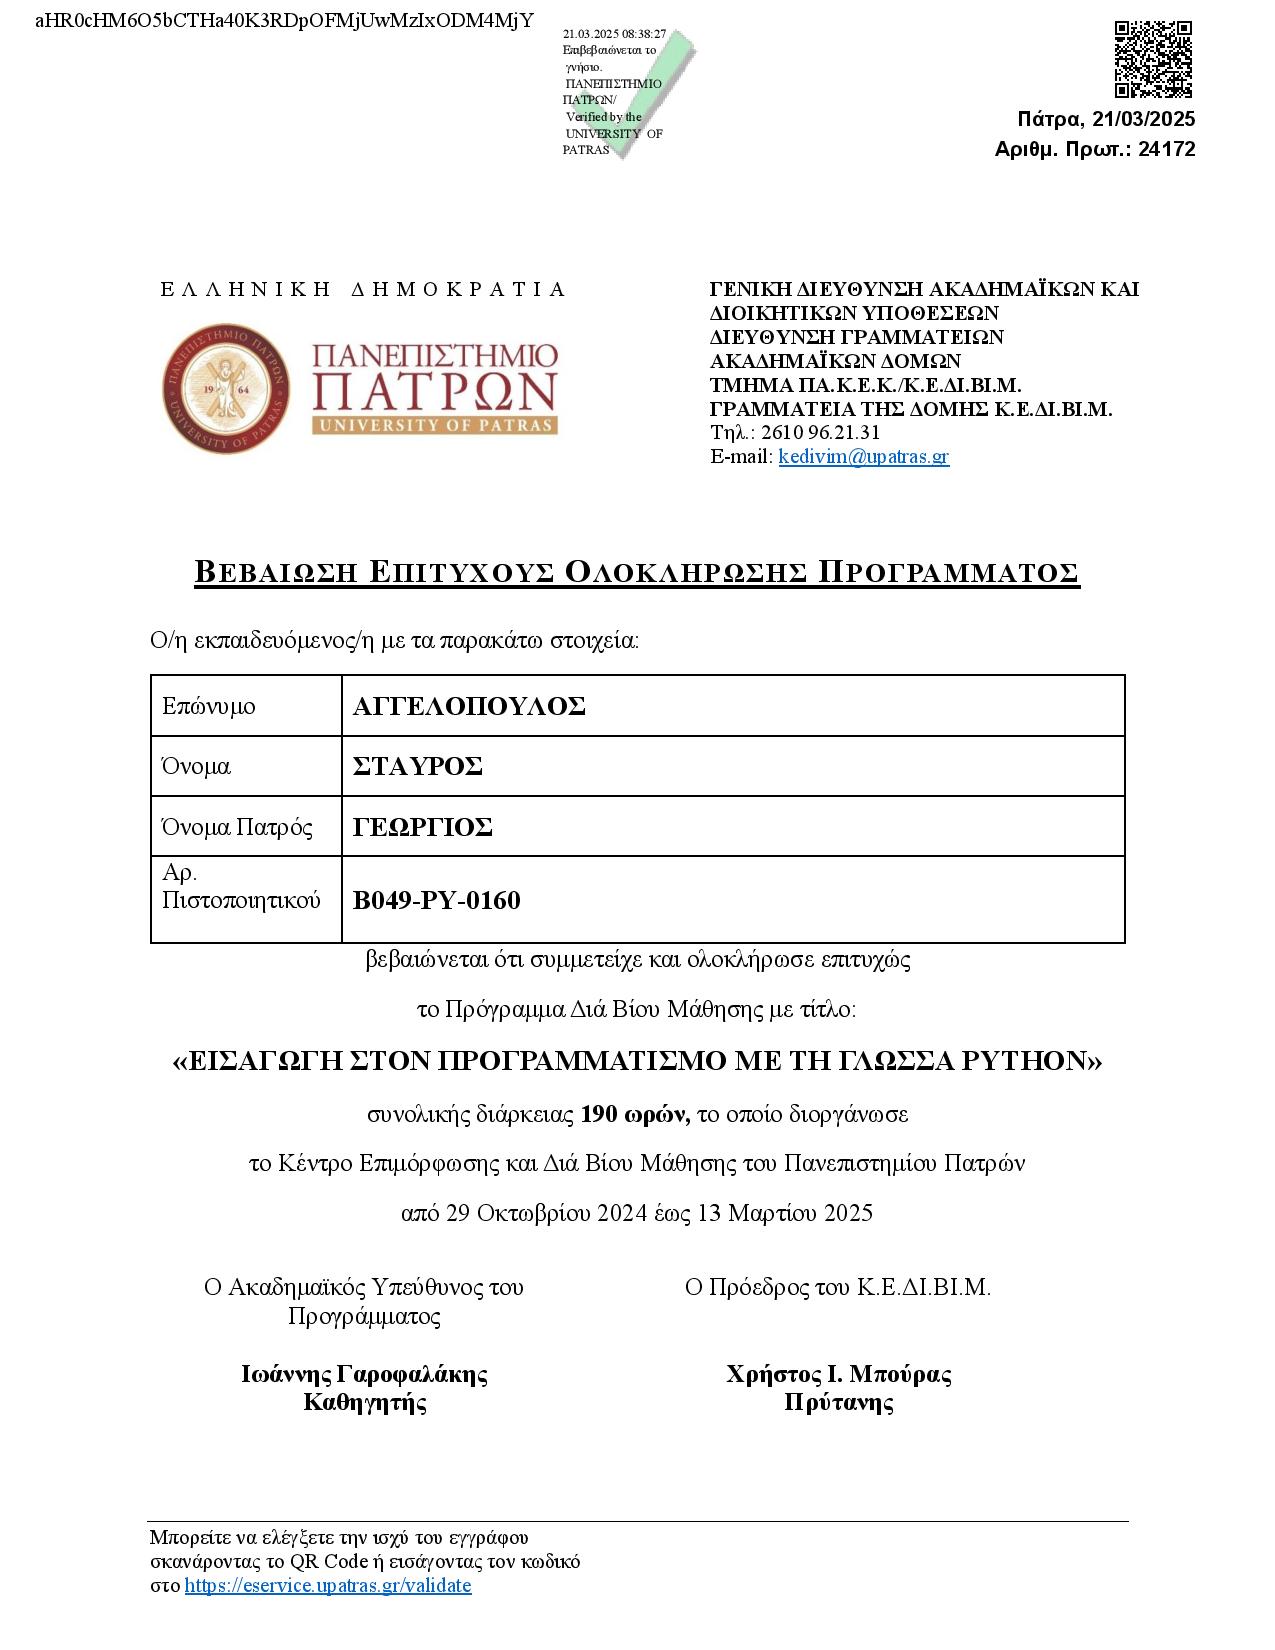 aHR0cHM6O5bCTHa40K3RDpOFMjUwMzIxODM4MjY
21.03.2025 08:38:27
Επιβεβαιώνεται το
γνήσιο.
ΠΑΝΕΠΙΣΤΗΜΙΟ
ΠΑΤΡΩΝ/
Verified by the
UNIVERSITY OF
PATRAS
Πάτρα, 21/03/2025
Αριθμ. Πρωτ.: 24172
ΕΛΛΗΝΙΚΗ ΔΗΜΟΚΡΑΤΙΑ
ΠΑΝΕΠΙΣΤΗΜΙΟ ΠΑΤΡΩΝ
19 64
UNIVERSITY OF PATRAS
ΠΑΝΕΠΙΣΤΗΜΙΟ
ΠΑΤΡΩΝ
UNIVERSITY OF PATRAS
ΓΕΝΙΚΗ ΔΙΕΥΘΥΝΣΗ ΑΚΑΔΗΜΑΪΚΩΝ ΚΑΙ
ΔΙΟΙΚΗΤΙΚΩΝ ΥΠΟΘΕΣΕΩΝ
ΔΙΕΥΘΥΝΣΗ ΓΡΑΜΜΑΤΕΙΩΝ
ΑΚΑΔΗΜΑΪΚΩΝ ΔΟΜΩΝ
ΤΜΗΜΑ ΠΑ.Κ.Ε.Κ./Κ.Ε.ΔΙ.ΒΙ.Μ.
ΓΡΑΜΜΑΤΕΙΑ ΤΗΣ ΔΟΜΗΣ Κ.Ε.ΔΙ.ΒΙ.Μ.
Τηλ.: 2610 96.21.31
E-mail: kedivim@upatras.gr
ΒΕΒΑΙΩΣΗ ΕΠΙΤΥΧΟΥΣ ΟΛΟΚΛΗΡΩΣΗΣ ΠΡΟΓΡΑΜΜΑΤΟΣ
Ο/η εκπαιδευόμενος/η με τα παρακάτω στοιχεία:
Επώνυμο ΑΓΓΕΛΟΠΟΥΛΟΣ
Όνομα ΣΤΑΥΡΟΣ
Όνομα Πατρός ΓΕΩΡΓΙΟΣ
Αρ.
Πιστοποιητικού B049-PY-0160
βεβαιώνεται ότι συμμετείχε και ολοκλήρωσε επιτυχώς
το Πρόγραμμα Διά Βίου Μάθησης με τίτλο:
«ΕΙΣΑΓΩΓΗ ΣΤΟΝ ΠΡΟΓΡΑΜΜΑΤΙΣΜΟ ΜΕ ΤΗ ΓΛΩΣΣΑ PYTHON»
συνολικής διάρκειας 190 ωρών, το οποίο διοργάνωσε
το Κέντρο Επιμόρφωσης και Διά Βίου Μάθησης του Πανεπιστημίου Πατρών
από 29 Οκτωβρίου 2024 έως 13 Μαρτίου 2025
Ο Ακαδημαϊκός Υπεύθυνος του
Προγράμματος
Ο Πρόεδρος του Κ.Ε.ΔΙ.ΒΙ.Μ.
Ιωάννης Γαροφαλάκης
Καθηγητής
Χρήστος Ι. Μπούρας
Πρύτανης
Μπορείτε να ελέγξετε την ισχύ του εγγράφου
σκανάροντας το QR Code ή εισάγοντας τον κωδικό
στο https://eservice.upatras.gr/validate